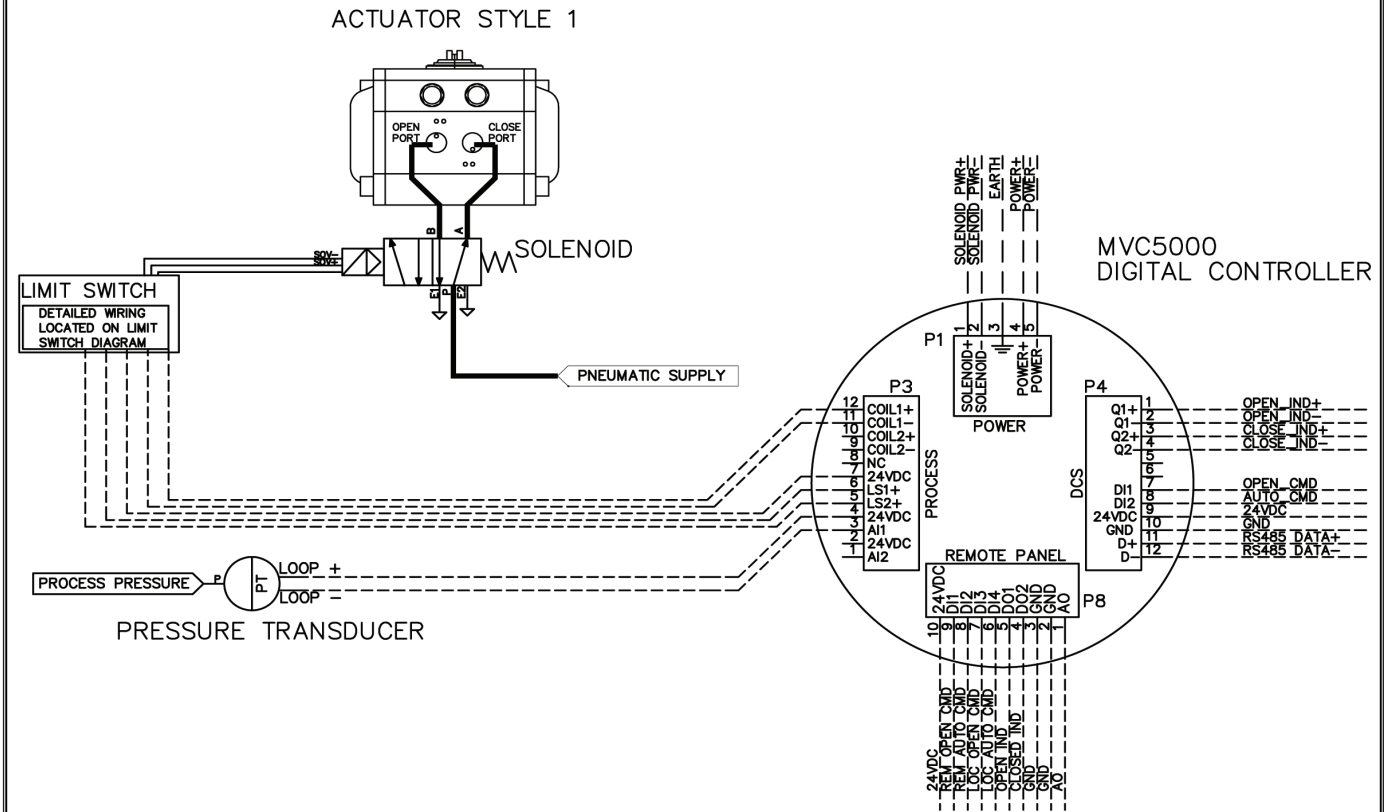 ACTUATOR STYLE 1
OPEN
PORT
CLOSE
PORT
B
A
SOLENOID
SOV-
SOV+
E1
P
E2
LIMIT SWITCH
DETAILED WIRING
LOCATED ON LIMIT
SWITCH DIAGRAM
PNEUMATIC SUPPLY
PROCESS PRESSURE
P
PT
LOOP +
LOOP -
PRESSURE TRANSDUCER
MVC5000
DIGITAL CONTROLLER
SOLENOID PWR+
SOLENOID PWR-
EARTH
POWER+
POWER-
P1
1
2
3
4
5
SOLENOID+
SOLENOID-
POWER+
POWER-
POWER
P3
12 COIL1+
11 COIL1-
10 COIL2+
9 COIL2-
8 NC
7 24VDC
6 LS1+
5 LS2+
4 24VDC
3 AI1
2 24VDC
1 AI2
PROCESS
P4
DCS
Q1+ 1 OPEN_IND+
Q1- 2 OPEN_IND-
Q2+ 3 CLOSE_IND+
Q2- 4 CLOSE_IND-
5
6
DI1 7 OPEN_CMD
DI2 8 AUTO_CMD
24VDC 9 24VDC
GND 10 GND
D+ 11 RS485 DATA+
D- 12 RS485 DATA-
REMOTE PANEL
P8
24VDC
DI1
DI2
DI3
DI4
DO1
DO2
GND
GND
AO
10
9
8
7
6
5
4
3
2
1
24VDC
REM OPEN CMD
REM AUTO CMD
LOC OPEN CMD
LOC AUTO CMD
OPEN IND
CLOSED IND
GND
GND
AO